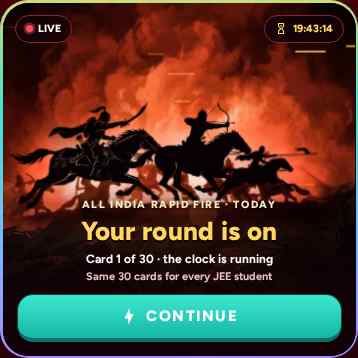 LIVE
19:43:14
ALL INDIA RAPID FIRE · TODAY
Your round is on
Card 1 of 30 · the clock is running
Same 30 cards for every JEE student
CONTINUE